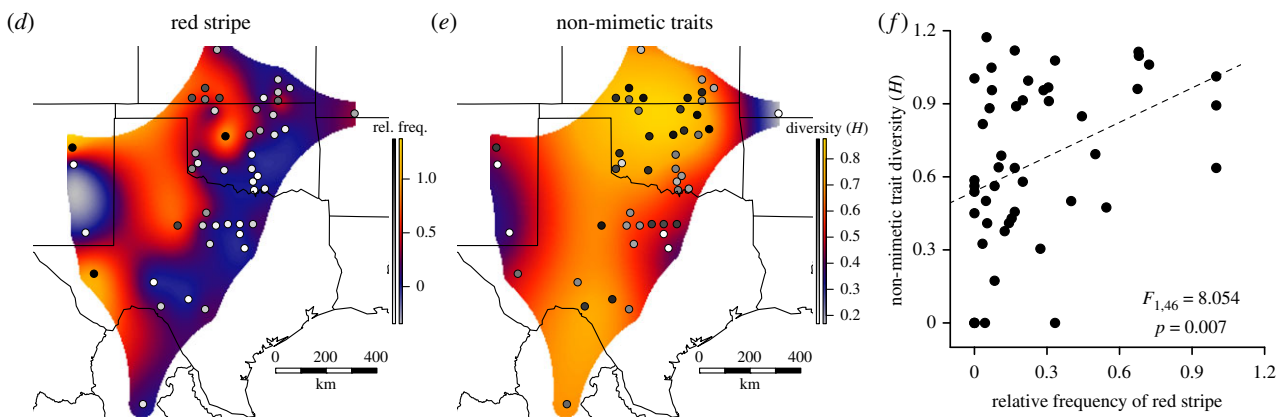 (d) red stripe
rel. freq.
1.0
0.5
0
0 200 400
km
(e) non-mimetic traits
diversity (H)
0.8
0.7
0.6
0.5
0.4
0.3
0.2
0 200 400
km
(f)
non-mimetic trait diversity (H)
1.2
0.9
0.6
0.3
0
F1,46 = 8.054
p = 0.007
0 0.3 0.6 0.9 1.2
relative frequency of red stripe